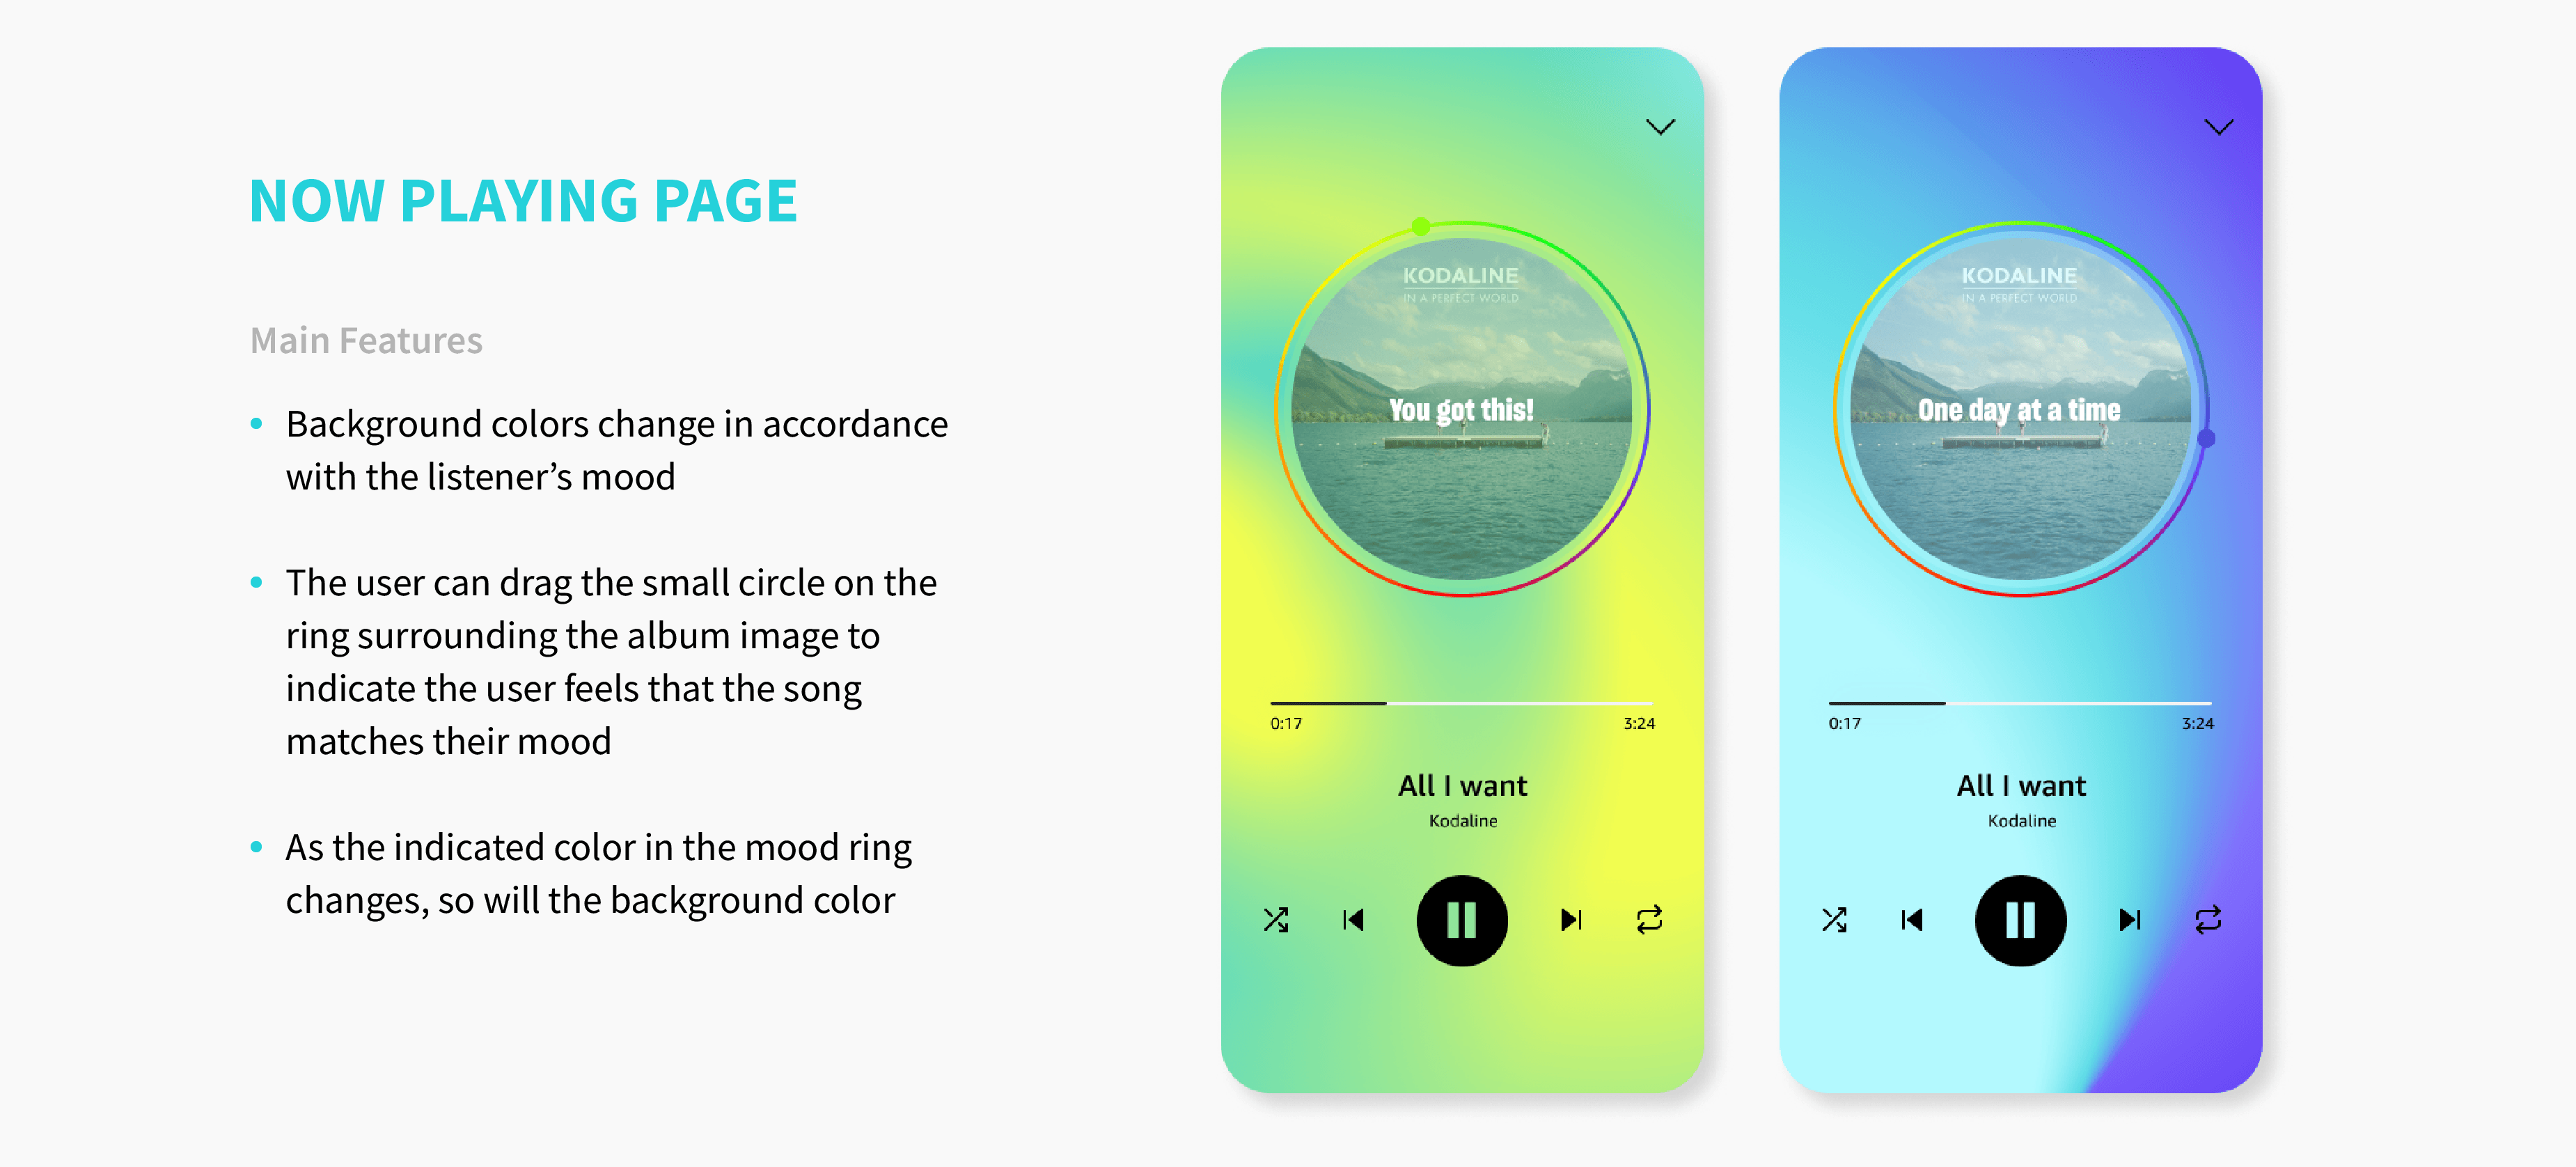 NOW PLAYING PAGE
Main Features
• Background colors change in accordance
with the listener’s mood
• The user can drag the small circle on the
ring surrounding the album image to
indicate the user feels that the song
matches their mood
• As the indicated color in the mood ring
changes, so will the background color
KODALINE
IN A PERFECT WORLD
You got this!
0:17
3:24
All I want
Kodaline
KODALINE
IN A PERFECT WORLD
One day at a time
0:17
3:24
All I want
Kodaline